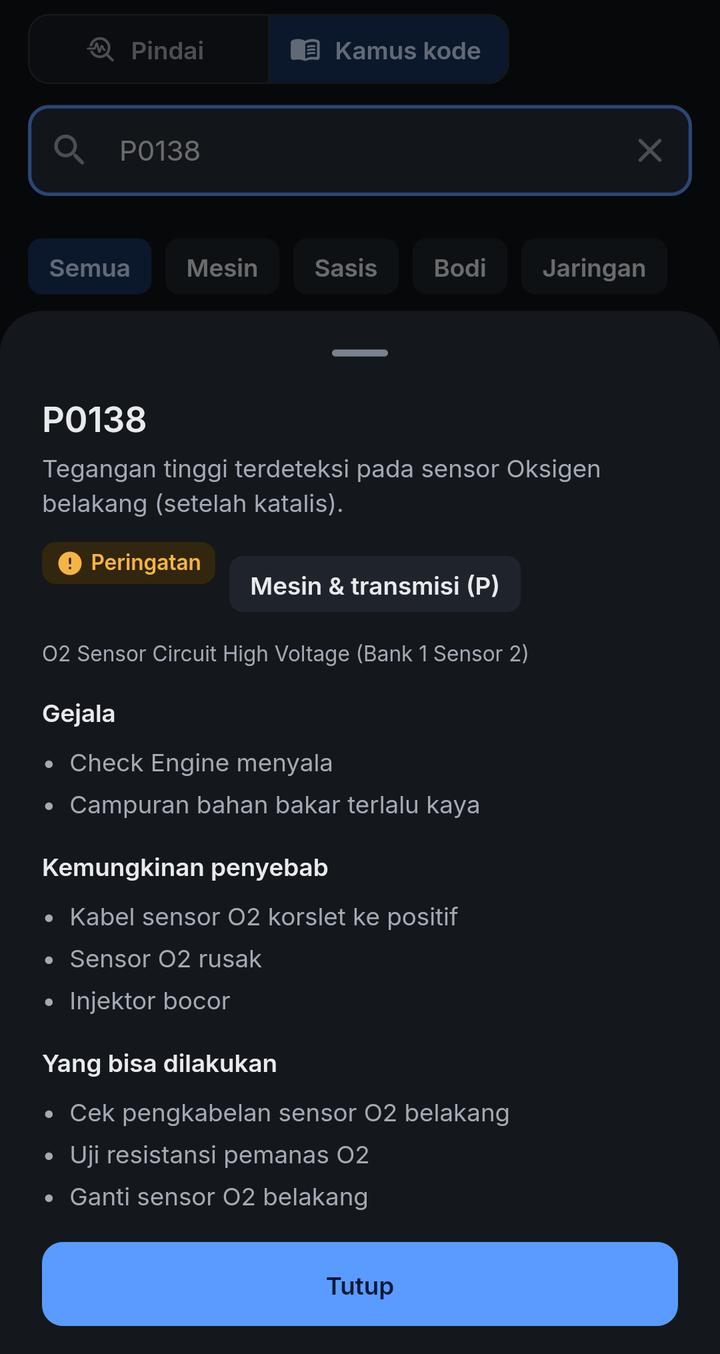 Pindai
Kamus kode
P0138
Semua
Mesin
Sasis
Bodi
Jaringan
P0138
Tegangan tinggi terdeteksi pada sensor Oksigen
belakang (setelah katalis).
Peringatan
Mesin & transmisi (P)
O2 Sensor Circuit High Voltage (Bank 1 Sensor 2)
Gejala
• Check Engine menyala
• Campuran bahan bakar terlalu kaya
Kemungkinan penyebab
• Kabel sensor O2 korslet ke positif
• Sensor O2 rusak
• Injektor bocor
Yang bisa dilakukan
• Cek pengkabelan sensor O2 belakang
• Uji resistansi pemanas O2
• Ganti sensor O2 belakang
Tutup